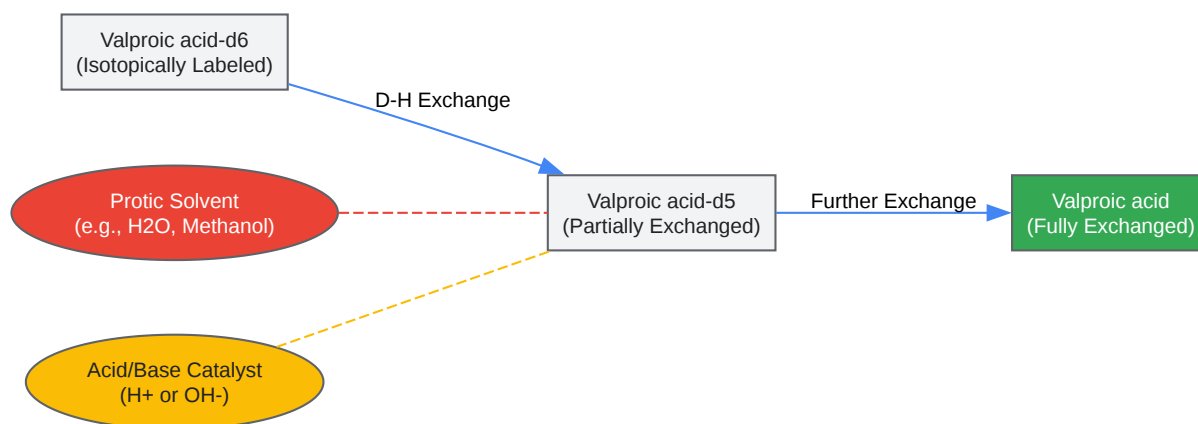 Valproic acid-d6
(Isotopically Labeled)
D-H Exchange
Protic Solvent
(e.g., H2O, Methanol)
Valproic acid-d5
(Partially Exchanged)
Further Exchange
Valproic acid
(Fully Exchanged)
Acid/Base Catalyst
(H+ or OH-)